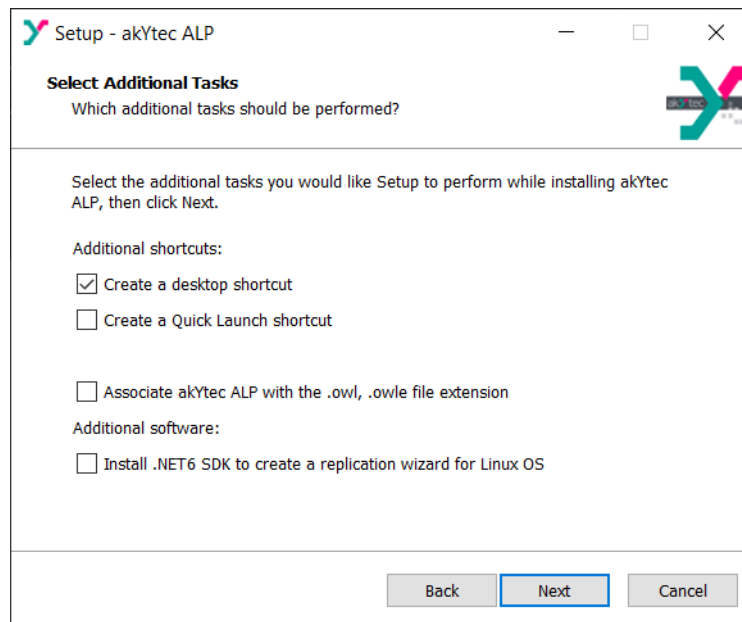 Setup - akYtec ALP
Select Additional Tasks
Which additional tasks should be performed?
akYtec
Select the additional tasks you would like Setup to perform while installing akYtec
ALP, then click Next.
Additional shortcuts:
Create a desktop shortcut
Create a Quick Launch shortcut
Associate akYtec ALP with the .owl, .owle file extension
Additional software:
Install .NET6 SDK to create a replication wizard for Linux OS
Back
Next
Cancel